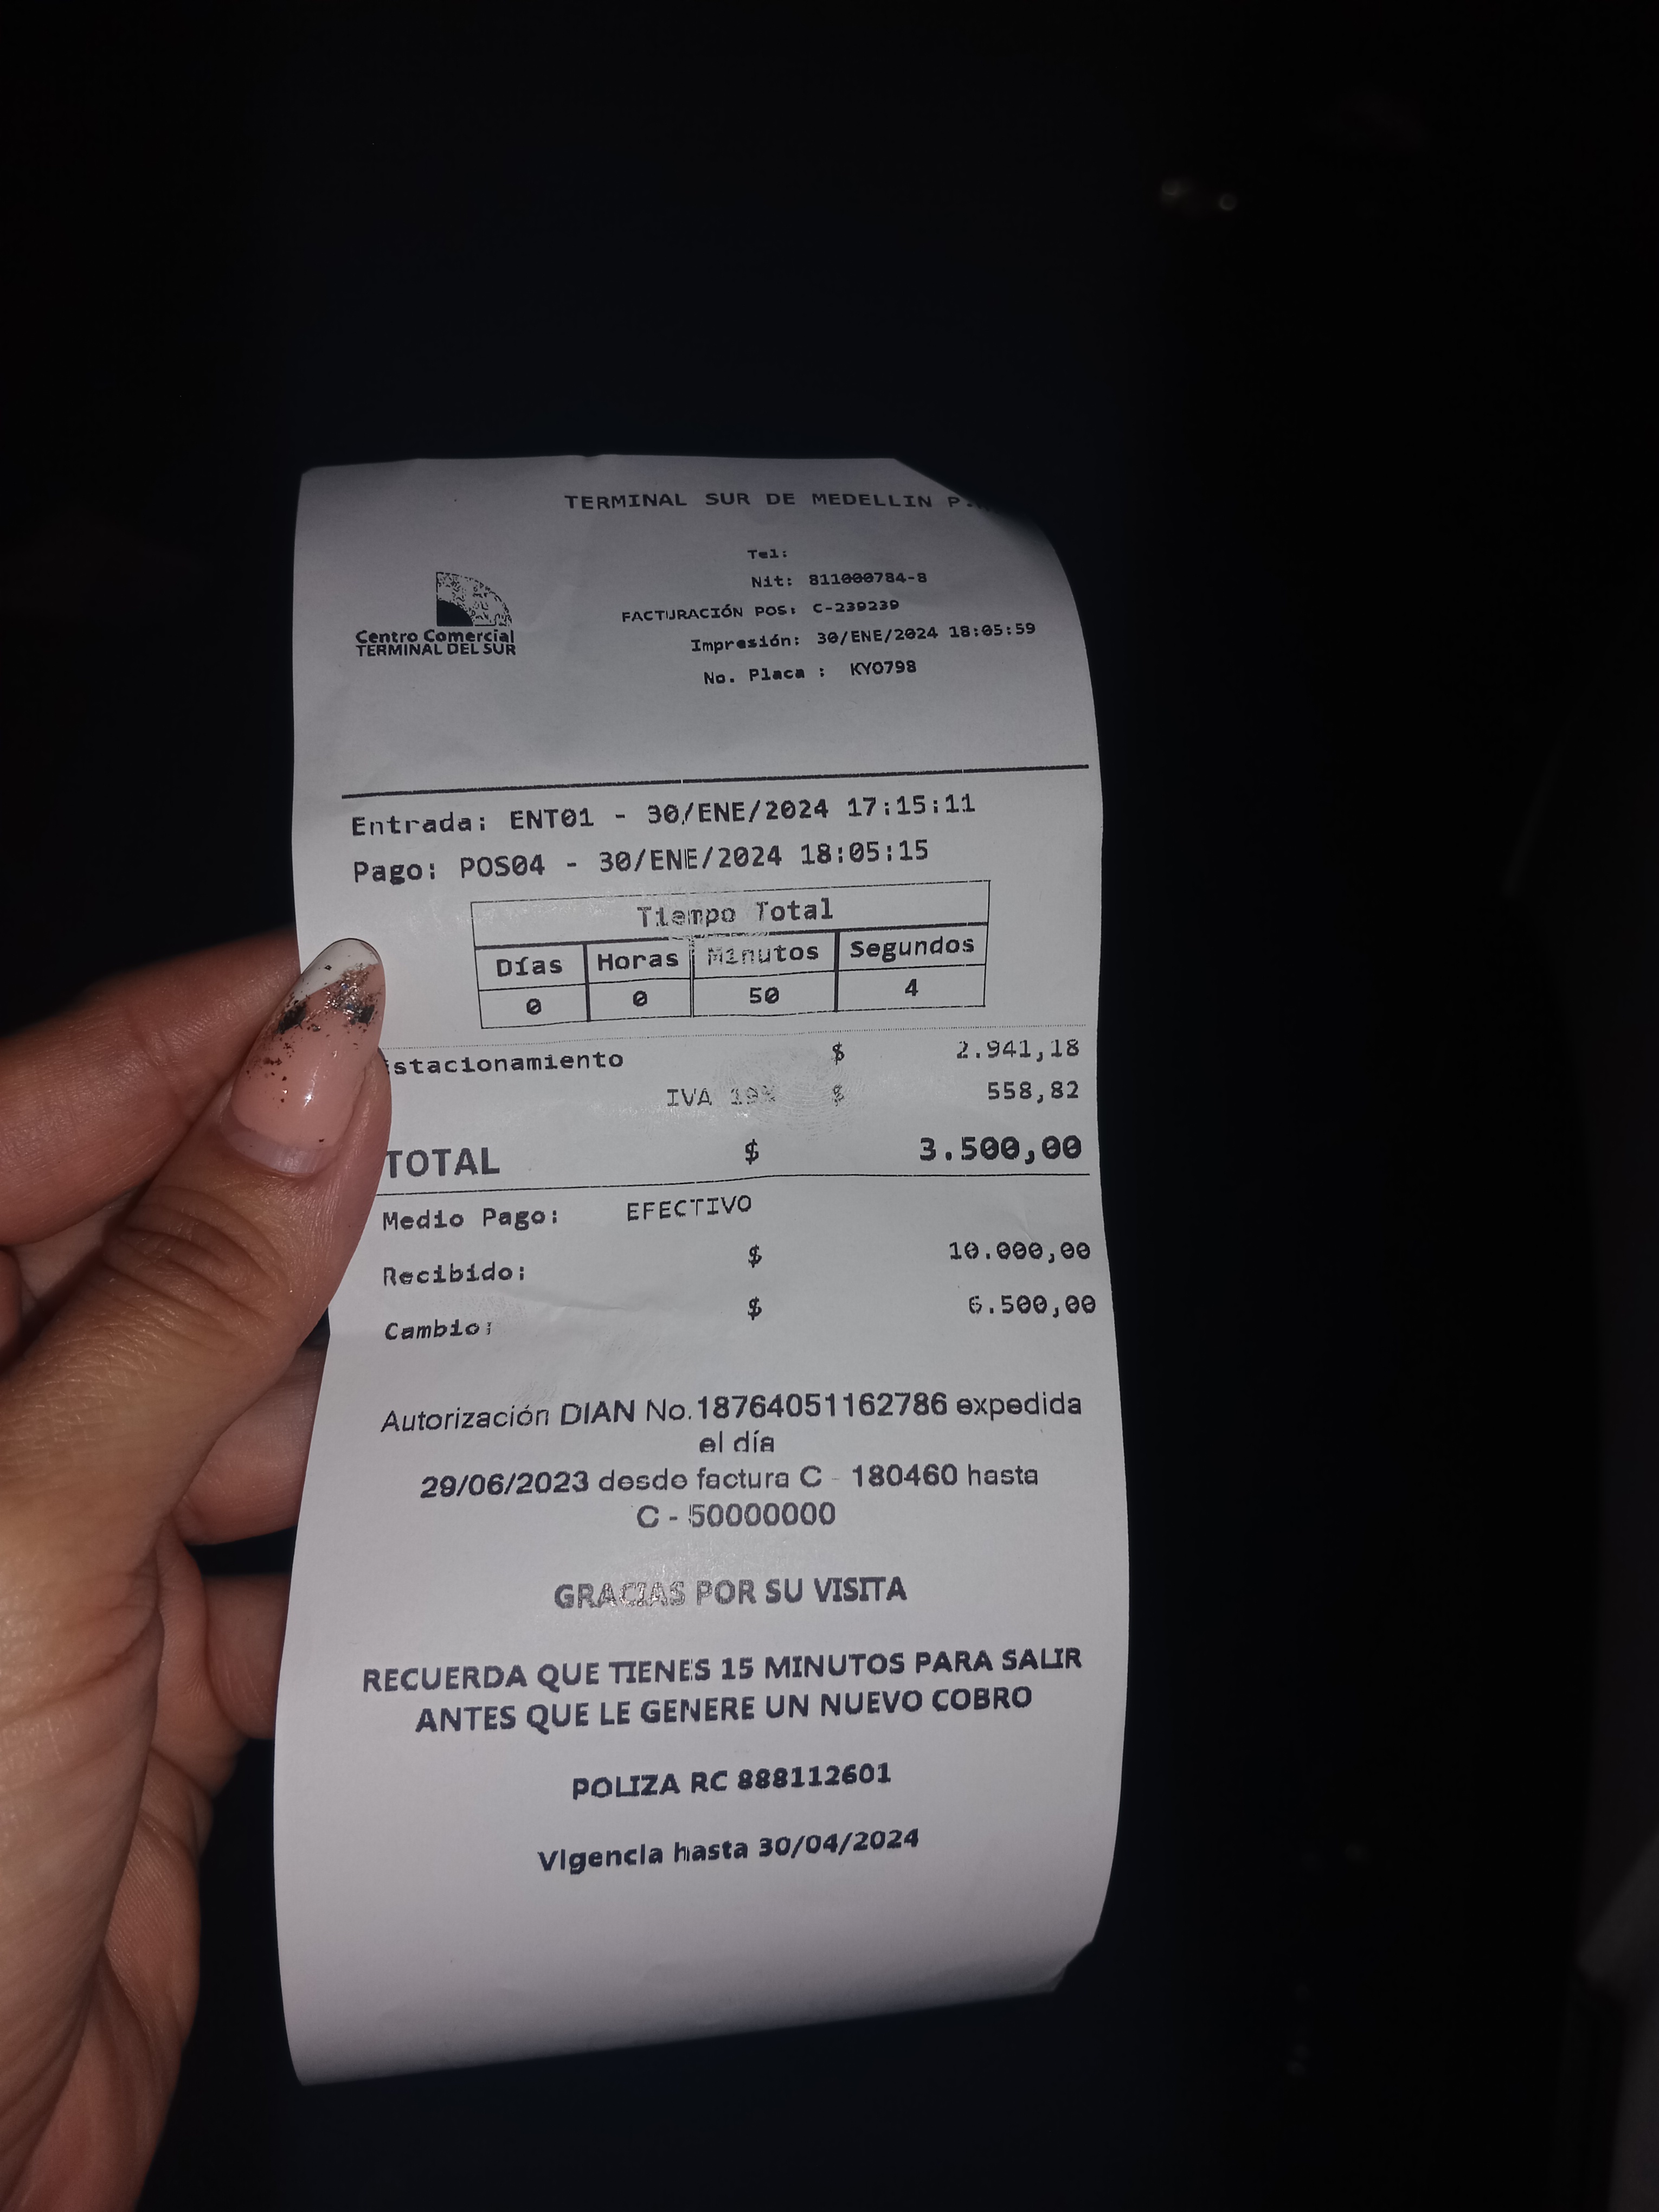 TERMINAL SUR DE MEDELLIN
Tel:
Nit: 811000784-8
FACTURACIÓN POS: C-239239
Impresión: 30/ENE/2024 18:05:59
No. Placa : KYO798
Centro Comercial
TERMINAL DEL SUR
Entrada: ENT01 - 30/ENE/2024 17:15:11
Pago: POS04 - 30/ENE/2024 18:05:15
Tiempo Total
Días Horas Minutos Segundos
0 0 50 4
stacionamiento $ 2.941,18
IVA 19% $ 558,82
TOTAL $ 3.500,00
Medio Pago: EFECTIVO
Recibido: $ 10.000,00
Cambio: $ 6.500,00
Autorización DIAN No.18764051162786 expedida
el día
29/06/2023 desde factura C - 180460 hasta
C - 50000000
GRACIAS POR SU VISITA
RECUERDA QUE TIENES 15 MINUTOS PARA SALIR
ANTES QUE LE GENERE UN NUEVO COBRO
POLIZA RC 888112601
Vigencia hasta 30/04/2024